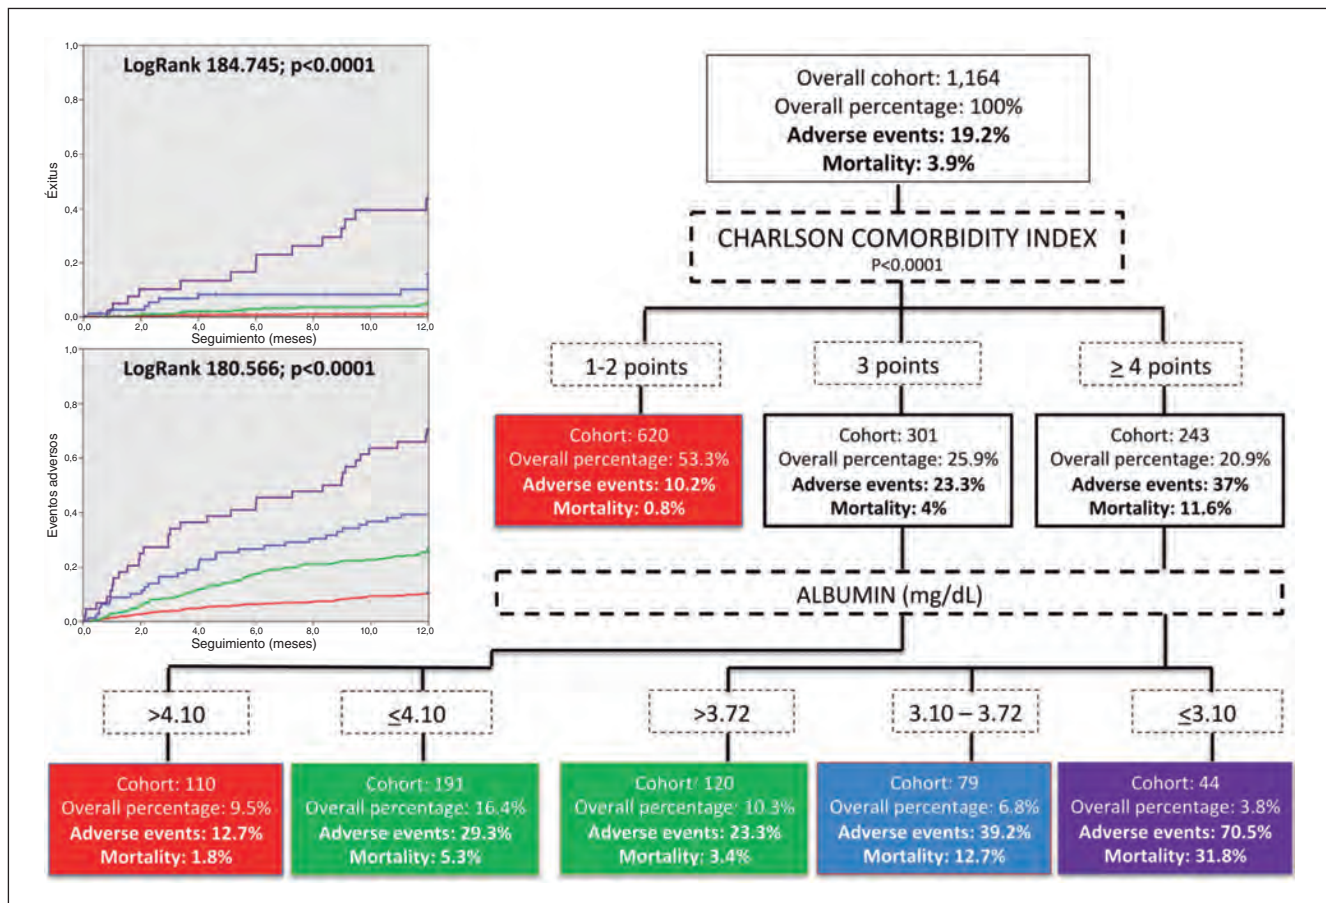 LogRank 184.745; p<0.0001
1,0
0,8
0,6
0,4
0,2
0,0
Éxitus
0,0 2,0 4,0 6,0 8,0 10,0 12,0
Seguimiento (meses)
LogRank 180.566; p<0.0001
1,0
0,8
0,6
0,4
0,2
0,0
Eventos adversos
0,0 2,0 4,0 6,0 8,0 10,0 12,0
Seguimiento (meses)
Overall cohort: 1,164
Overall percentage: 100%
Adverse events: 19.2%
Mortality: 3.9%
CHARLSON COMORBIDITY INDEX
P<0.0001
1-2 points
3 points
≥ 4 points
Cohort: 620
Overall percentage: 53.3%
Adverse events: 10.2%
Mortality: 0.8%
Cohort: 301
Overall percentage: 25.9%
Adverse events: 23.3%
Mortality: 4%
Cohort: 243
Overall percentage: 20.9%
Adverse events: 37%
Mortality: 11.6%
ALBUMIN (mg/dL)
>4.10
≤4.10
>3.72
3.10 – 3.72
≤3.10
Cohort: 110
Overall percentage: 9.5%
Adverse events: 12.7%
Mortality: 1.8%
Cohort: 191
Overall percentage: 16.4%
Adverse events: 29.3%
Mortality: 5.3%
Cohort: 120
Overall percentage: 10.3%
Adverse events: 23.3%
Mortality: 3.4%
Cohort: 79
Overall percentage: 6.8%
Adverse events: 39.2%
Mortality: 12.7%
Cohort: 44
Overall percentage: 3.8%
Adverse events: 70.5%
Mortality: 31.8%